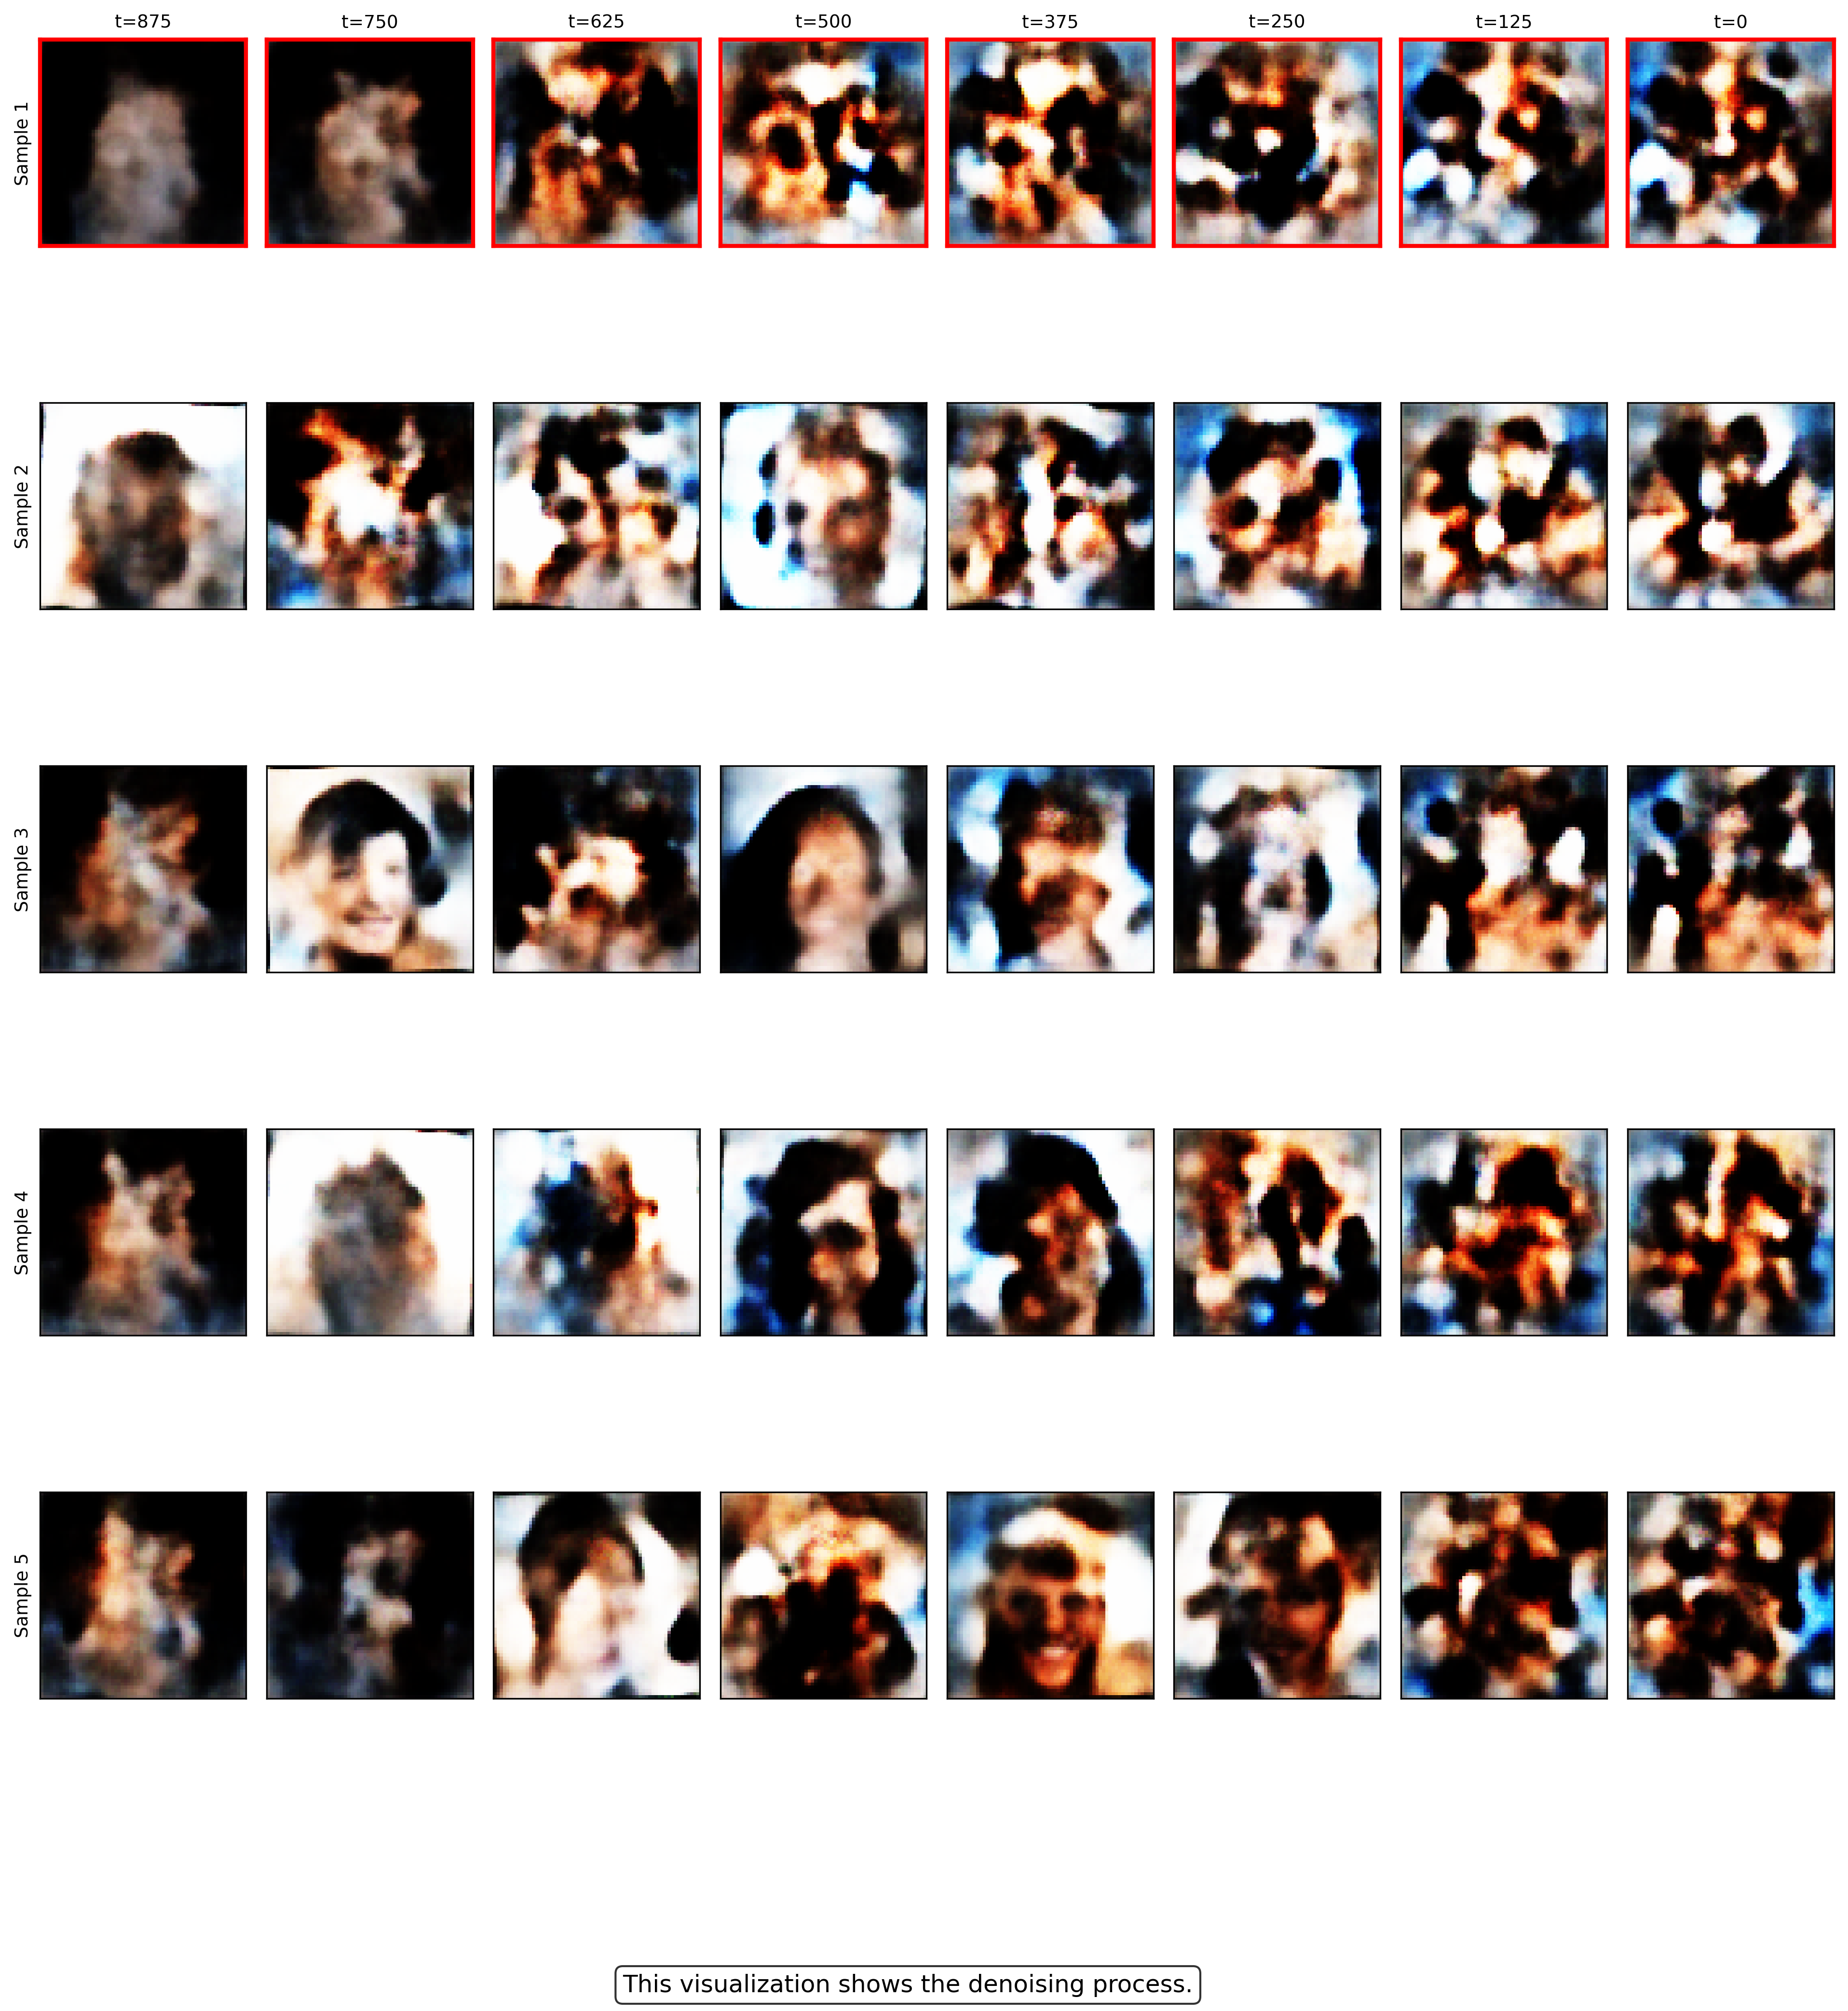 t=875 t=750 t=625 t=500 t=375 t=250 t=125 t=0
Sample 1
Sample 2
Sample 3
Sample 4
Sample 5
This visualization shows the denoising process.